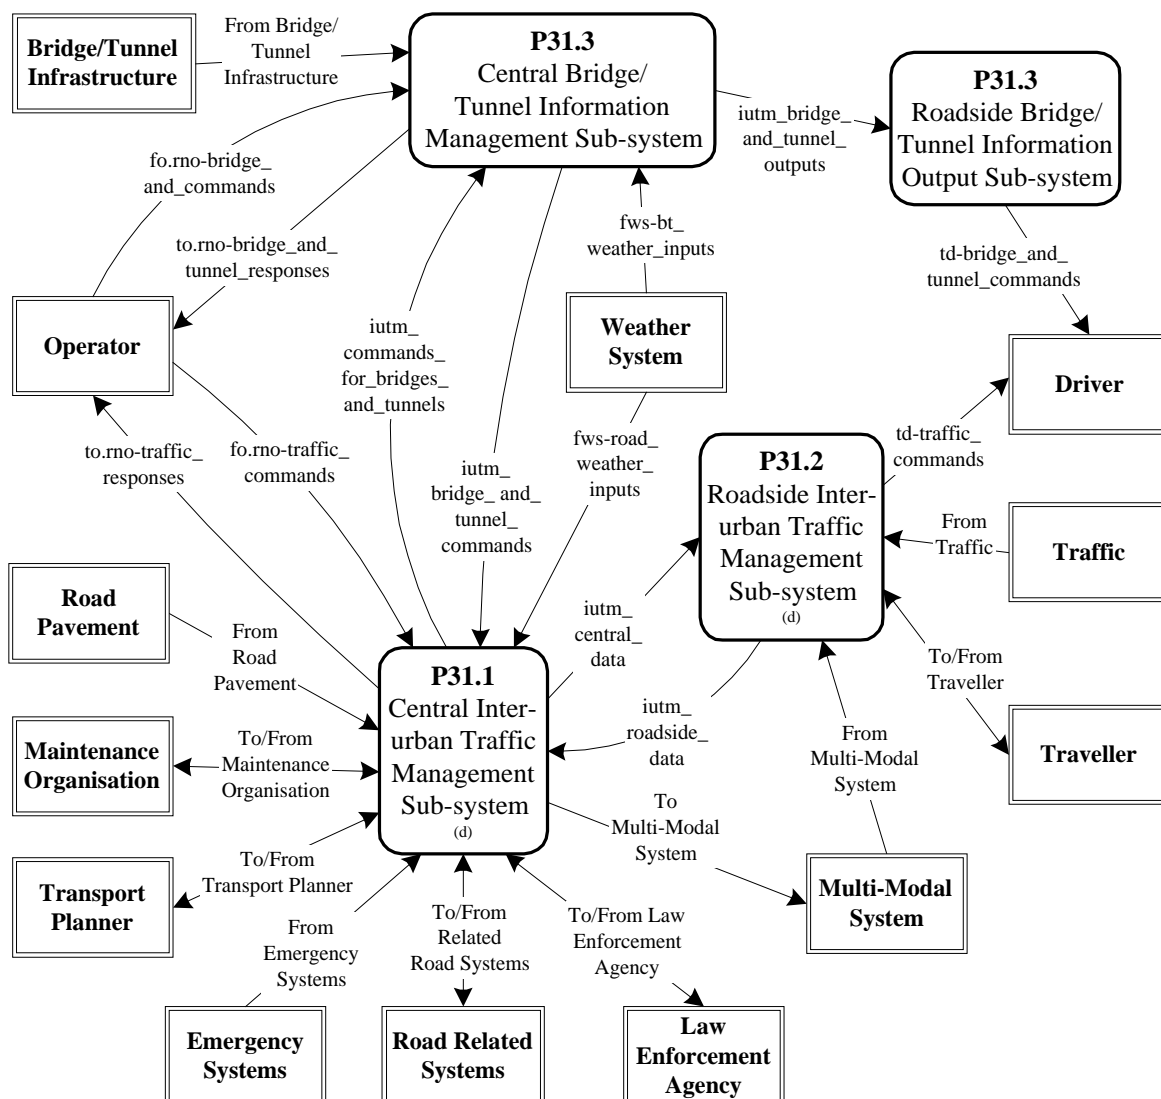 Bridge/Tunnel
Infrastructure
From Bridge/
Tunnel
Infrastructure
P31.3
Central Bridge/
Tunnel Information
Management Sub-system
iutm_bridge_
and_tunnel_
outputs
P31.3
Roadside Bridge/
Tunnel Information
Output Sub-system
fo.rno-bridge_
and_commands
to.rno-bridge_and_
tunnel_responses
fws-bt_
weather_inputs
td-bridge_and_
tunnel_commands
Operator
iutm_
commands_
for_bridges_
and_tunnels
Weather
System
Driver
to.rno-traffic_
responses
fo.rno-traffic_
commands
iutm_
bridge_ and_
tunnel_
commands
fws-road_
weather_
inputs
td-traffic_
commands
P31.2
Roadside Inter-
urban Traffic
Management
Sub-system
(d)
From
Traffic
Traffic
Road
Pavement
From
Road
Pavement
iutm_
central_
data
To/From
Traveller
P31.1
Central Inter-
urban Traffic
Management
Sub-system
(d)
iutm_
roadside_
data
From
Multi-Modal
System
Traveller
Maintenance
Organisation
To/From
Maintenance
Organisation
To
Multi-Modal
System
Transport
Planner
To/From
Transport Planner
Multi-Modal
System
From
Emergency
Systems
To/From
Related
Road Systems
To/From Law
Enforcement
Agency
Emergency
Systems
Road Related
Systems
Law
Enforcement
Agency